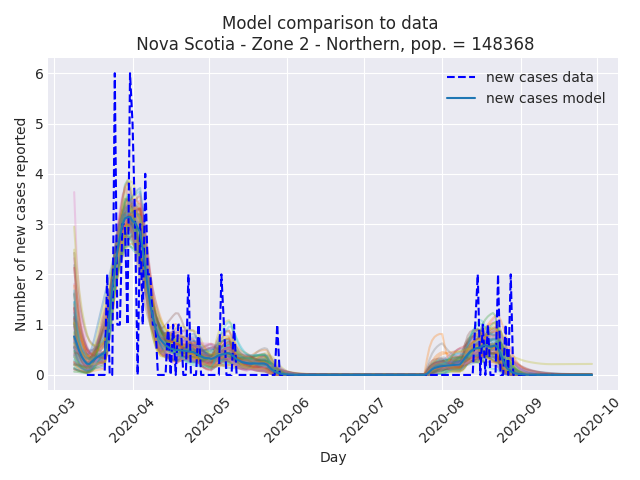 Model comparison to data
Nova Scotia - Zone 2 - Northern, pop. = 148368
Number of new cases reported
6
5
4
3
2
1
0
new cases data
new cases model
2020-03
2020-04
2020-05
2020-06
2020-07
2020-08
2020-09
2020-10
Day